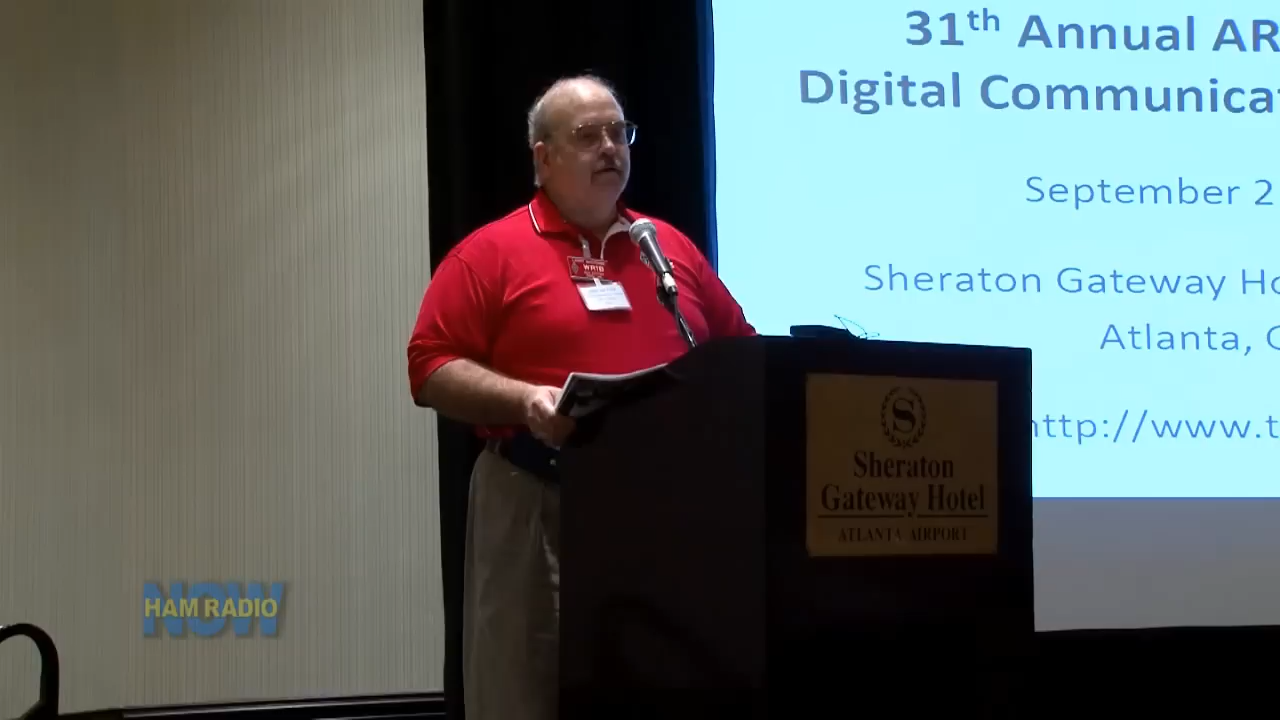 31th Annual AR
Digital Communica
September 2
Sheraton Gateway Ho
Atlanta,
http://www.t
WR1B
S
Sheraton
Gateway Hotel
ATLANTA AIRPORT
HAM RADIO
NOW